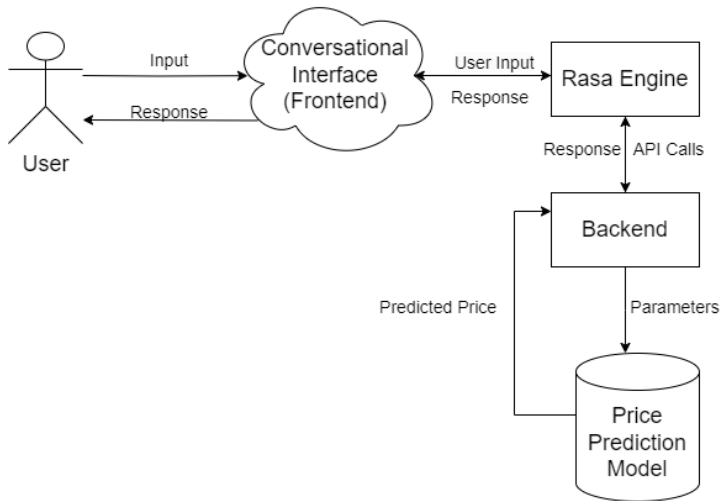 Input
Response
User
Conversational
Interface
(Frontend)
User Input
Response
Rasa Engine
Response
API Calls
Backend
Predicted Price
Parameters
Price
Prediction
Model